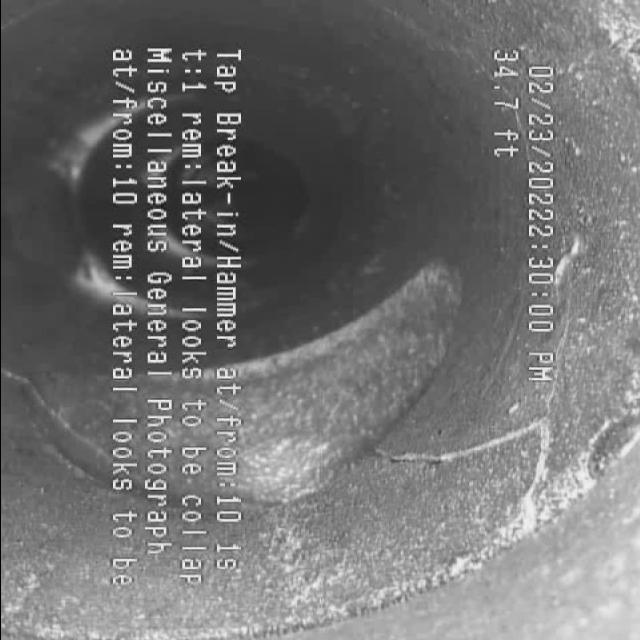 02/23/20222:30:00 PM
34.7 ft
Tap Break-in/Hammer at/from:10 is
t:1 rem:lateral looks to be collar
Miscellaneous General Photograph
at/from:10 rem:lateral looks to be